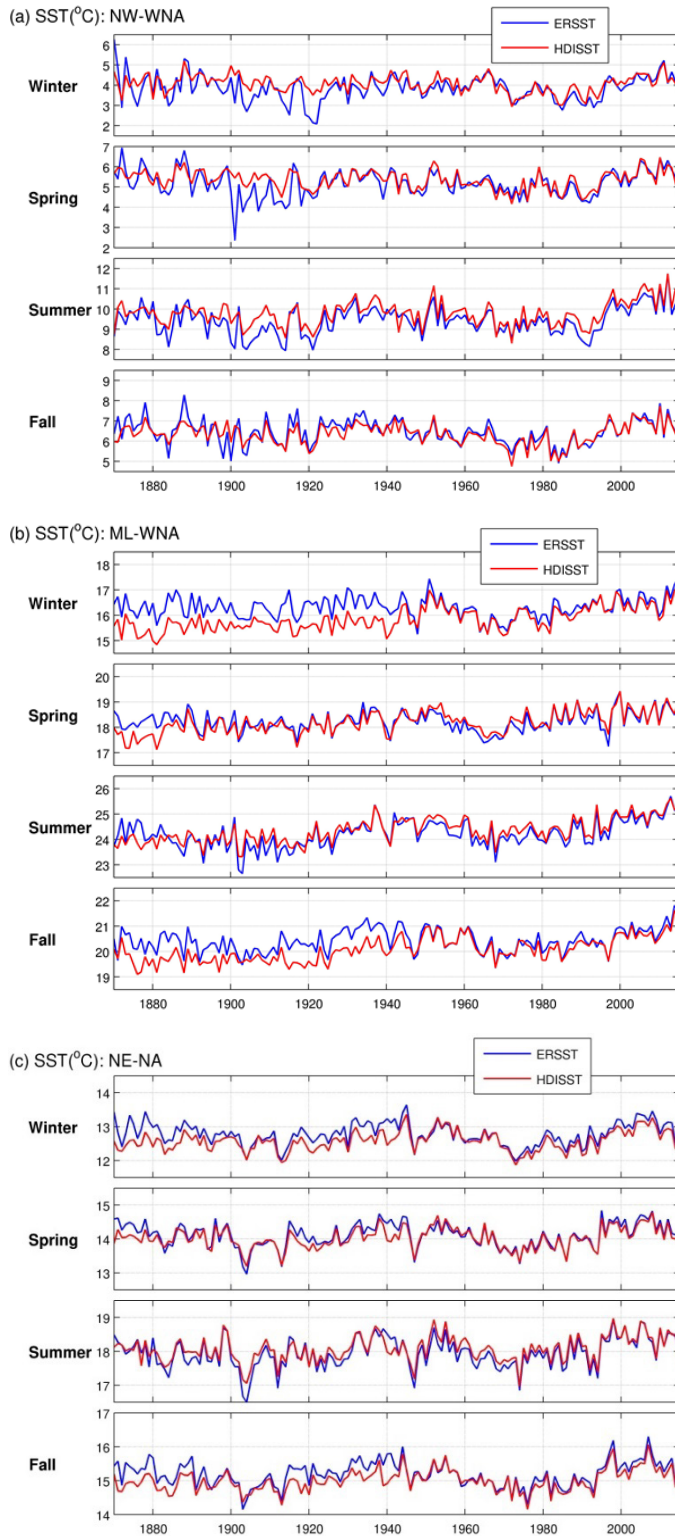 (a) SST(°C): NW-WNA
ERSST
HDISST
Winter
6
5
4
3
2
Spring
7
6
5
4
3
2
Summer
12
11
10
9
8
Fall
9
8
7
6
5
1880 1900 1920 1940 1960 1980 2000
(b) SST(°C): ML-WNA
ERSST
HDISST
Winter
18
17
16
15
Spring
20
19
18
17
Summer
26
25
24
23
Fall
22
21
20
19
1880 1900 1920 1940 1960 1980 2000
(c) SST(°C): NE-NA
ERSST
HDISST
Winter
14
13
12
Spring
15
14
13
Summer
19
18
17
Fall
17
16
15
14
1880 1900 1920 1940 1960 1980 2000